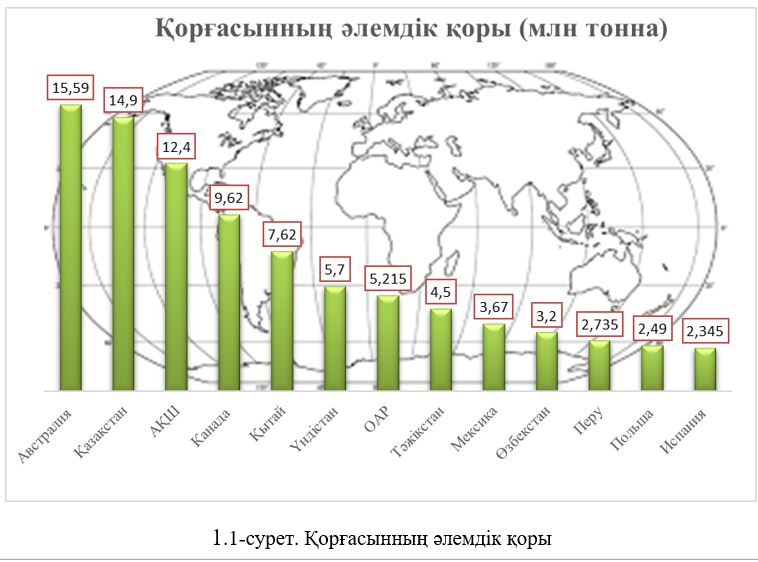 Қорғасынның әлемдік қоры (млн тонна)
15,59
14,9
12,4
9,62
7,62
5,7
5,215
4,5
3,67
3,2
2,735
2,49
2,345
Австралия
Қазақстан
АҚШ
Канада
Қытай
Үндістан
ОАР
Тәжікстан
Мексика
Өзбекстан
Перу
Польша
Испания
1.1-сурет. Қорғасынның әлемдік қоры